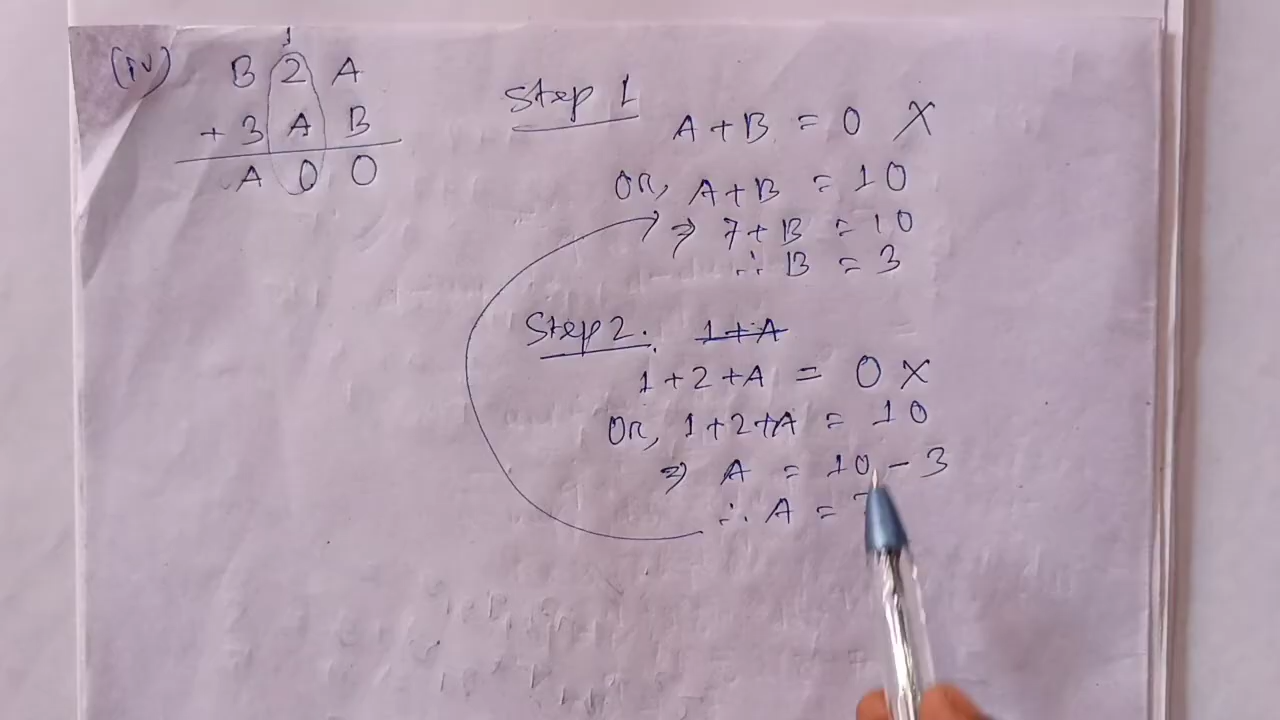 (iv)
1
B 2 A
+ 3 A B
A 0 0
Step 1
A + B = 0 X
Or, A + B = 10
⇒ 7 + B = 10
∴ B = 3
Step 2. 1 + A
1 + 2 + A = 0 X
Or, 1 + 2 + A = 10
⇒ A = 10 - 3
∴ A =